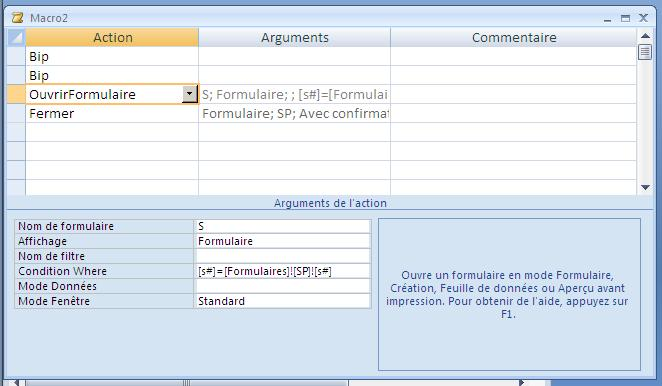 Macro2
Action Arguments Commentaire
Bip
Bip
OuvrirFormulaire S; Formulaire; ; [s#]=[Formulai
Fermer Formulaire; SP; Avec confirmat
Arguments de l'action
Nom de formulaire S
Affichage Formulaire
Nom de filtre
Condition Where [s#]=[Formulaires]![SP]![s#]
Mode Données
Mode Fenêtre Standard
Ouvre un formulaire en mode Formulaire,
Création, Feuille de données ou Aperçu avant
impression. Pour obtenir de l'aide, appuyez sur
F1.